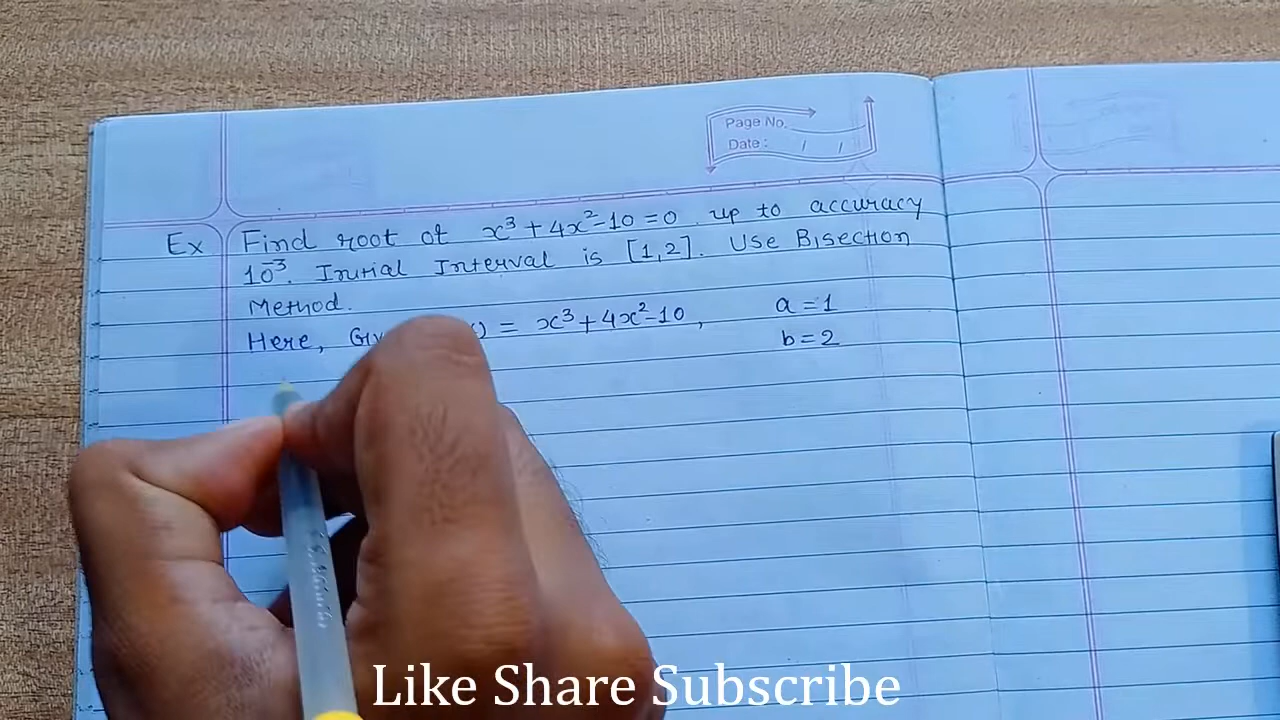 Page No.
Date: / /
Ex Find root of x³ + 4x² - 10 = 0 up to accuracy
10⁻³. Initial Interval is [1,2]. Use Bisection
Method.
Here, = x³ + 4x² - 10, a = 1
b = 2
Like Share Subscribe